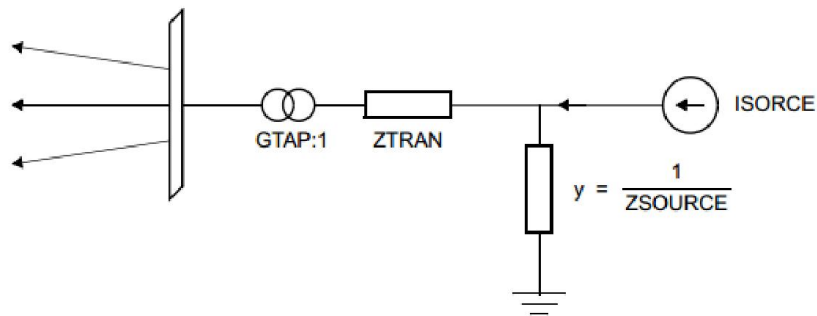 ISORCE
GTAP:1
ZTRAN
y = 1
ZSOURCE